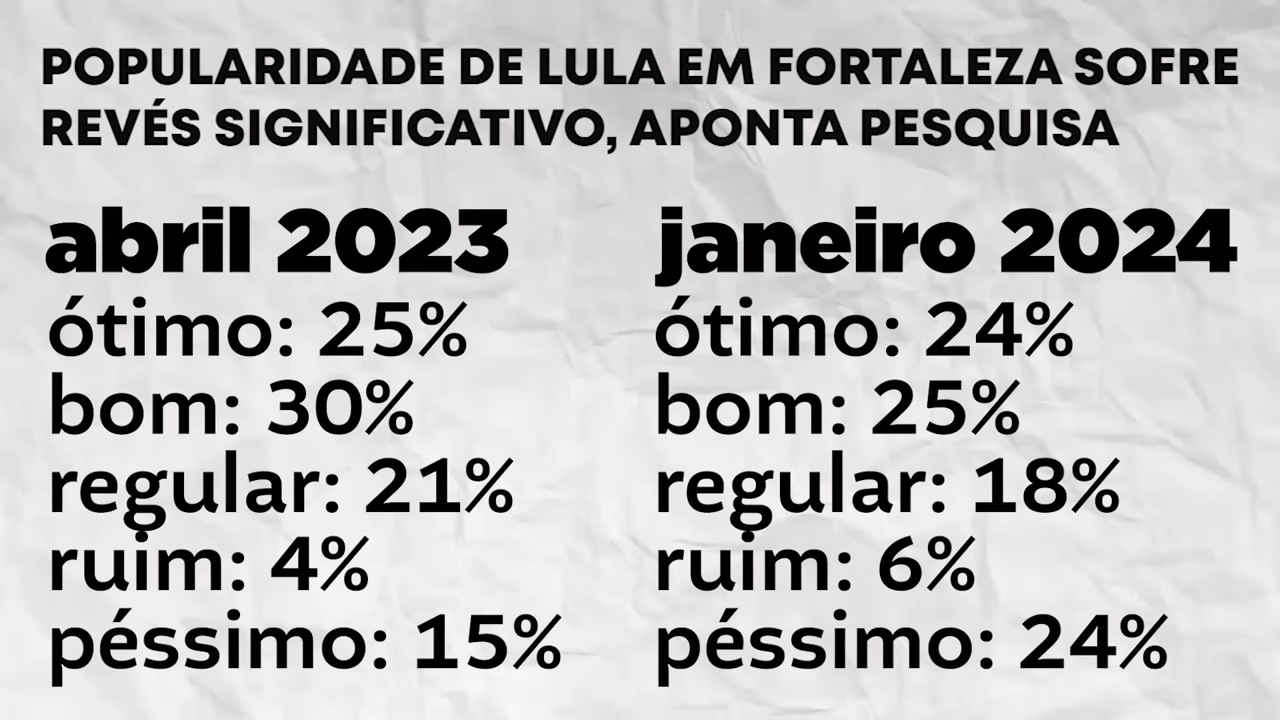 POPULARIDADE DE LULA EM FORTALEZA SOFRE
REVÉS SIGNIFICATIVO, APONTA PESQUISA
abril 2023
ótimo: 25%
bom: 30%
regular: 21%
ruim: 4%
péssimo: 15%
janeiro 2024
ótimo: 24%
bom: 25%
regular: 18%
ruim: 6%
péssimo: 24%